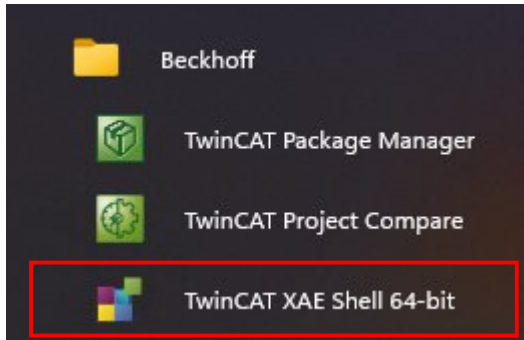 Beckhoff
TwinCAT Package Manager
TwinCAT Project Compare
TwinCAT XAE Shell 64-bit